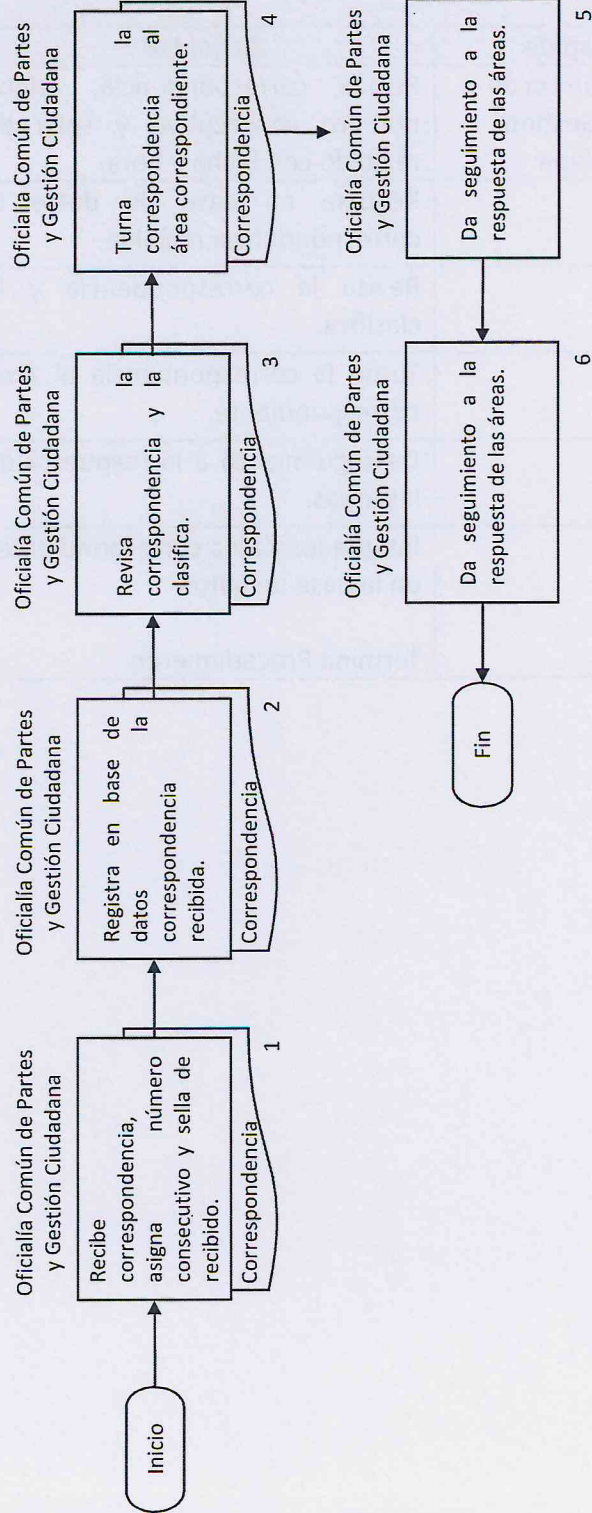 Inicio
Oficialía Común de Partes
y Gestión Ciudadana
Recibe
correspondencia,
asigna número
consecutivo y sella de
recibido.
Correspondencia
1
Oficialía Común de Partes
y Gestión Ciudadana
Registra en base de
datos la
correspondencia
recibida.
Correspondencia
2
Oficialía Común de Partes
y Gestión Ciudadana
Revisa la
correspondencia y la
clasifica.
Correspondencia
3
Oficialía Común de Partes
y Gestión Ciudadana
Turna la
correspondencia al
área correspondiente.
Correspondencia
4
Oficialía Común de Partes
y Gestión Ciudadana
Da seguimiento a la
respuesta de las áreas.
5
Oficialía Común de Partes
y Gestión Ciudadana
Da seguimiento a la
respuesta de las áreas.
6
Fin